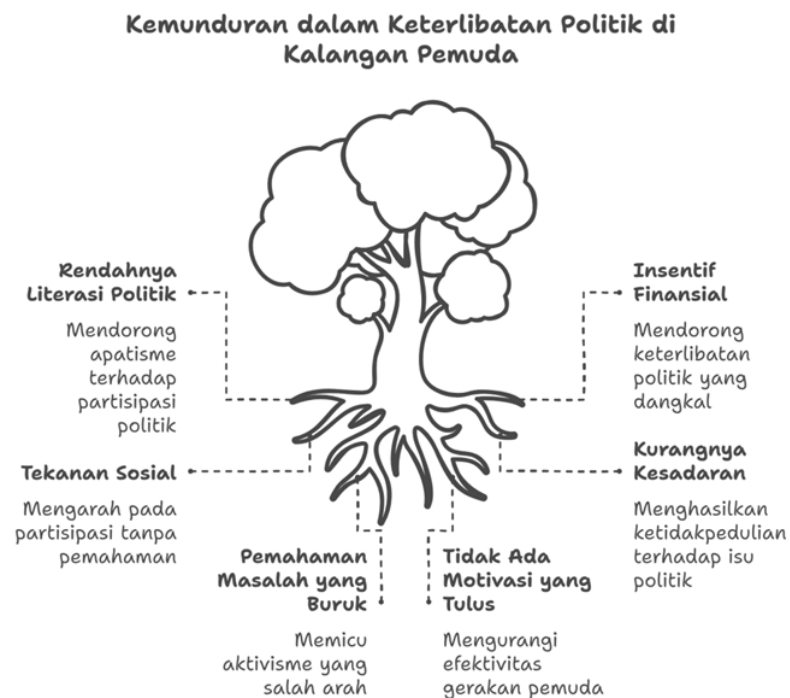 Kemunduran dalam Keterlibatan Politik di
Kalangan Pemuda
Rendahnya
Literasi Politik
Mendorong
apatisme
terhadap
partisipasi
politik
Tekanan Sosial
Mengarah pada
partisipasi tanpa
pemahaman
Pemahaman
Masalah yang
Buruk
Memicu
aktivisme yang
salah arah
Tidak Ada
Motivasi yang
Tulus
Mengurangi
efektivitas
gerakan pemuda
Insentif
Finansial
Mendorong
keterlibatan
politik yang
dangkal
Kurangnya
Kesadaran
Menghasilkan
ketidakpedulian
terhadap isu
politik